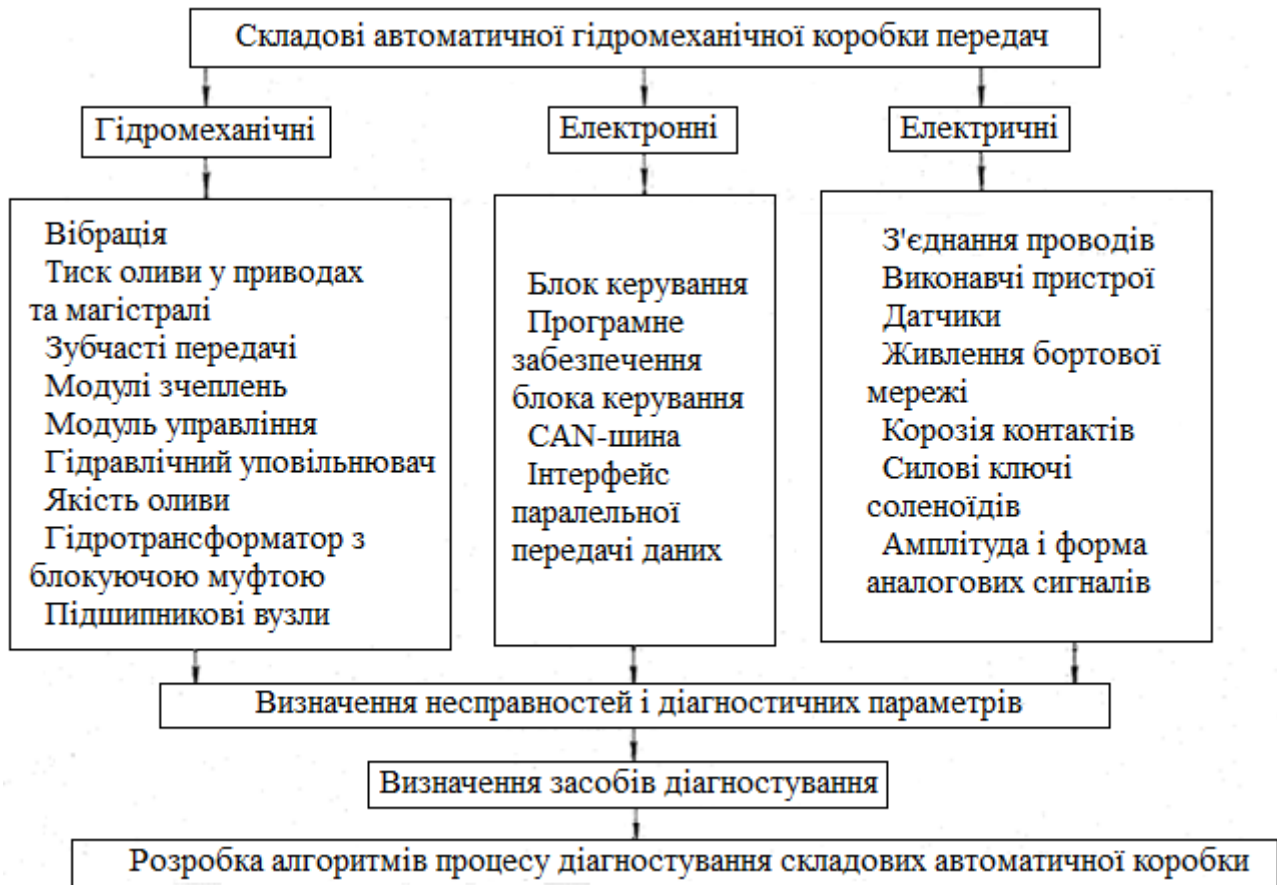 Складові автоматичної гідромеханічної коробки передач
Гідромеханічні
Електронні
Електричні
Вібрація
Тиск оливи у приводах
та магістралі
Зубчасті передачі
Модулі зчеплень
Модуль управління
Гідравлічний уповільнювач
Якість оливи
Гідротрансформатор з
блокуючою муфтою
Підшипникові вузли
Блок керування
Програмне
забезпечення
блока керування
CAN-шина
Інтерфейс
паралельної
передачі даних
З'єднання проводів
Виконавчі пристрої
Датчики
Живлення бортової
мережі
Корозія контактів
Силові ключі
соленоїдів
Амплітуда і форма
аналогових сигналів
Визначення несправностей і діагностичних параметрів
Визначення засобів діагностування
Розробка алгоритмів процесу діагностування складових автоматичної коробки